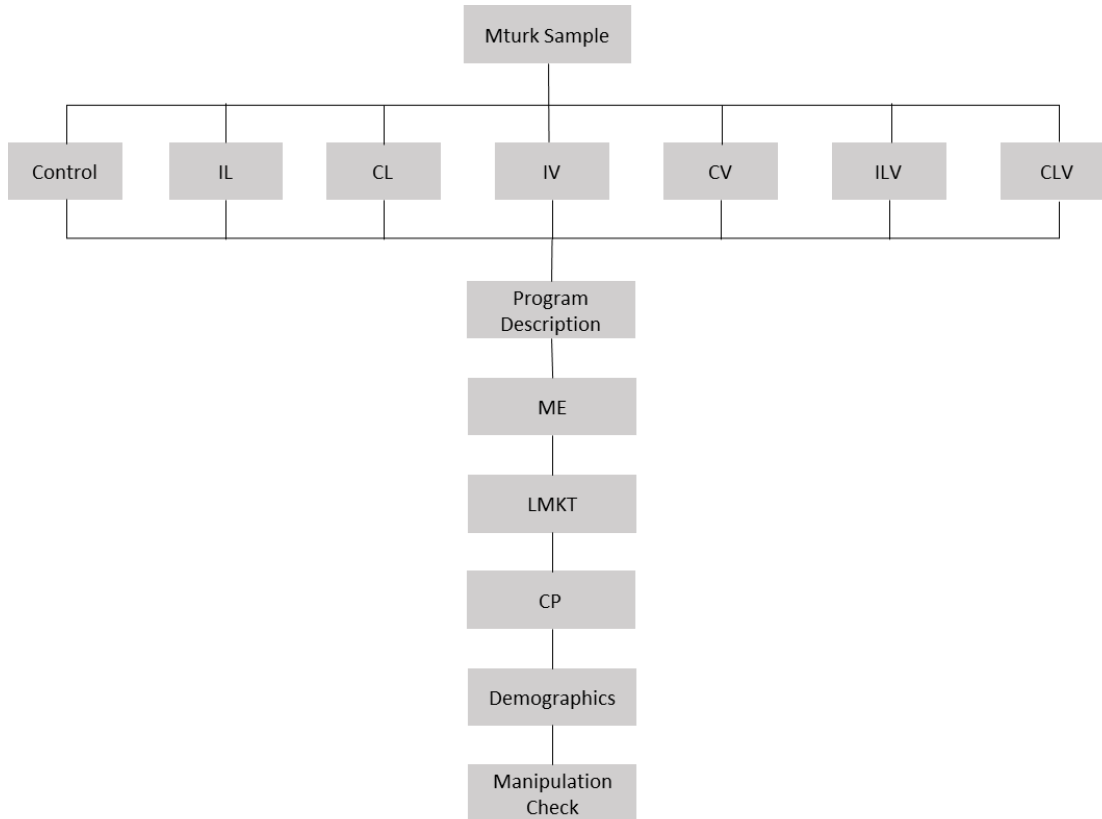 Mturk Sample
Control
IL
CL
IV
CV
ILV
CLV
Program
Description
ME
LMKT
CP
Demographics
Manipulation
Check